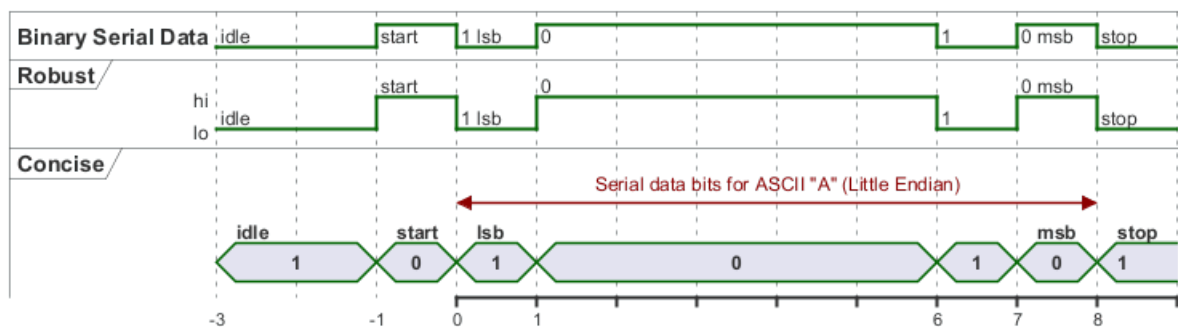 Binary Serial Data idle start 1 lsb 0 1 0 msb stop
Robust
hi
lo
idle start 1 lsb 0 1 0 msb stop
Concise
Serial data bits for ASCII "A" (Little Endian)
idle start lsb msb stop
1 0 1 0 1 0 1
-3 -1 0 1 6 7 8